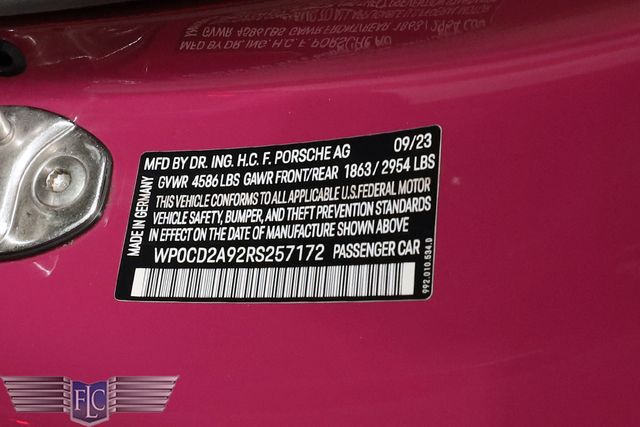 MFD BY DR. ING. H.C. F. PORSCHE AG 09/23
GVWR 4586 LBS GAWR FRONT/REAR 1863 / 2954 LBS
THIS VEHICLE CONFORMS TO ALL APPLICABLE U.S. FEDERAL MOTOR
VEHICLE SAFETY, BUMPER, AND THEFT PREVENTION STANDARDS
IN EFFECT ON THE DATE OF MANUFACTURE SHOWN ABOVE
WP0CD2A92RS257172 PASSENGER CAR
MADE IN GERMANY
992.010.534.D
FLC